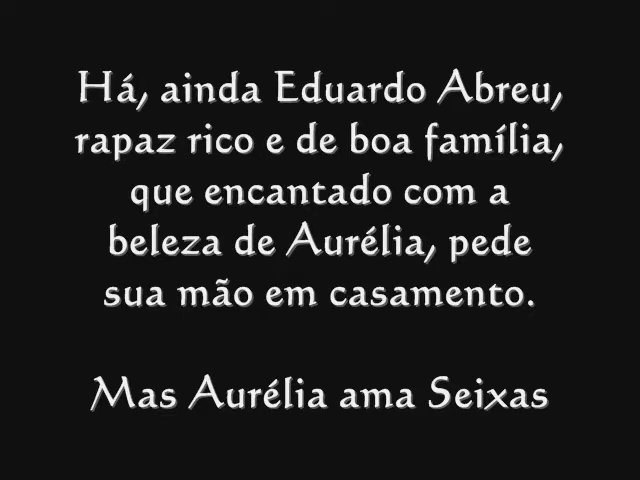 Há, ainda Eduardo Abreu,
rapaz rico e de boa família,
que encantado com a
beleza de Aurélia, pede
sua mão em casamento.
Mas Aurélia ama Seixas